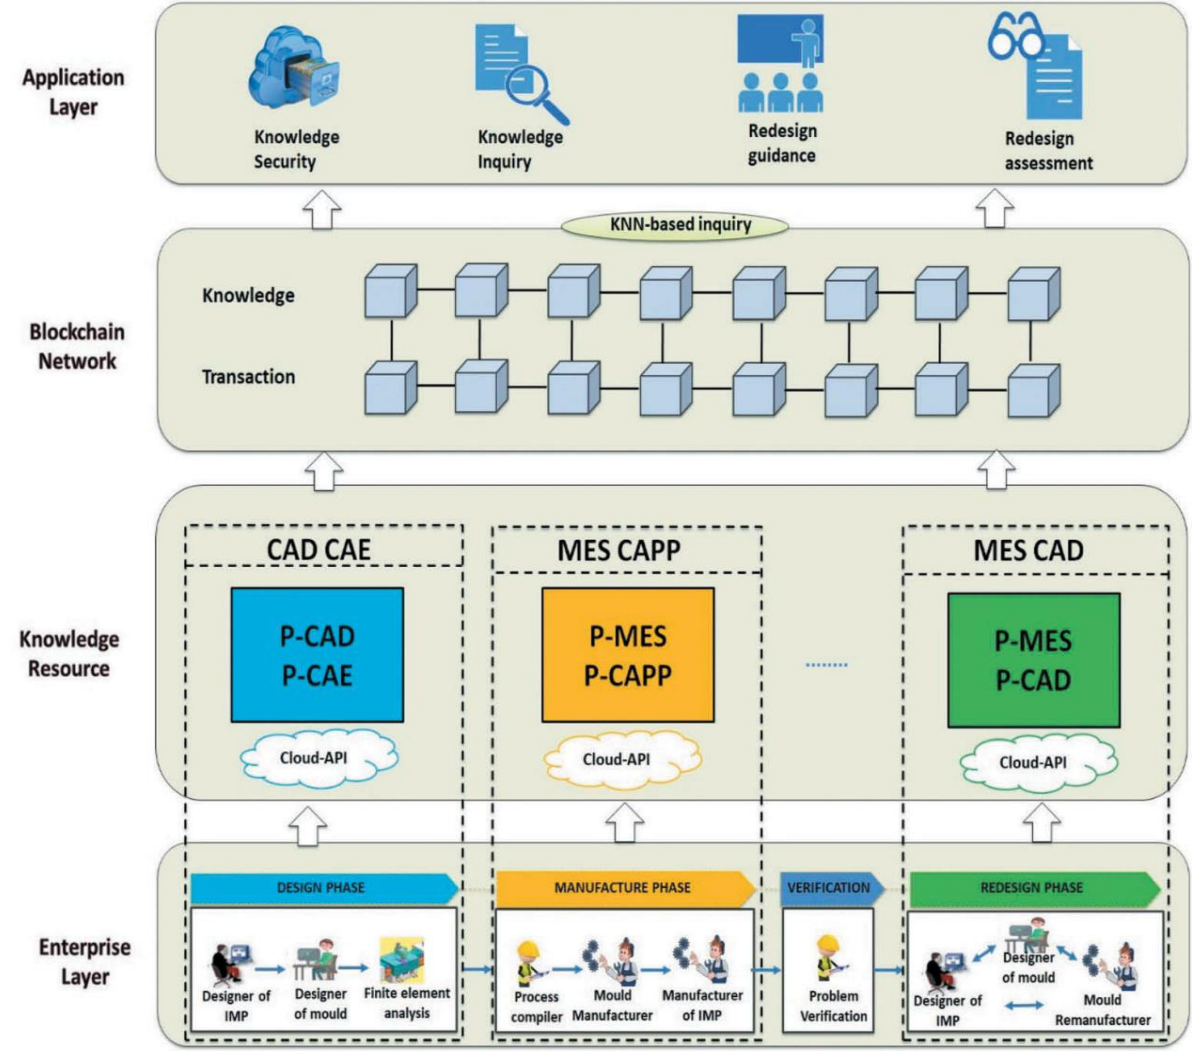 Application
Layer
Knowledge
Security
Knowledge
Inquiry
Redesign
guidance
Redesign
assessment
KNN-based inquiry
Blockchain
Network
Knowledge
Transaction
Knowledge
Resource
CAD CAE
P-CAD
P-CAE
Cloud-API
MES CAPP
P-MES
P-CAPP
Cloud-API
........
MES CAD
P-MES
P-CAD
Cloud-API
Enterprise
Layer
DESIGN PHASE
Designer of
IMP
Designer
of mould
Finite element
analysis
MANUFACTURE PHASE
Process
compiler
Mould
Manufacturer
Manufacturer
of IMP
VERIFICATION
Problem
Verification
REDESIGN PHASE
Designer of
IMP
Designer
of mould
Mould
Remanufacturer